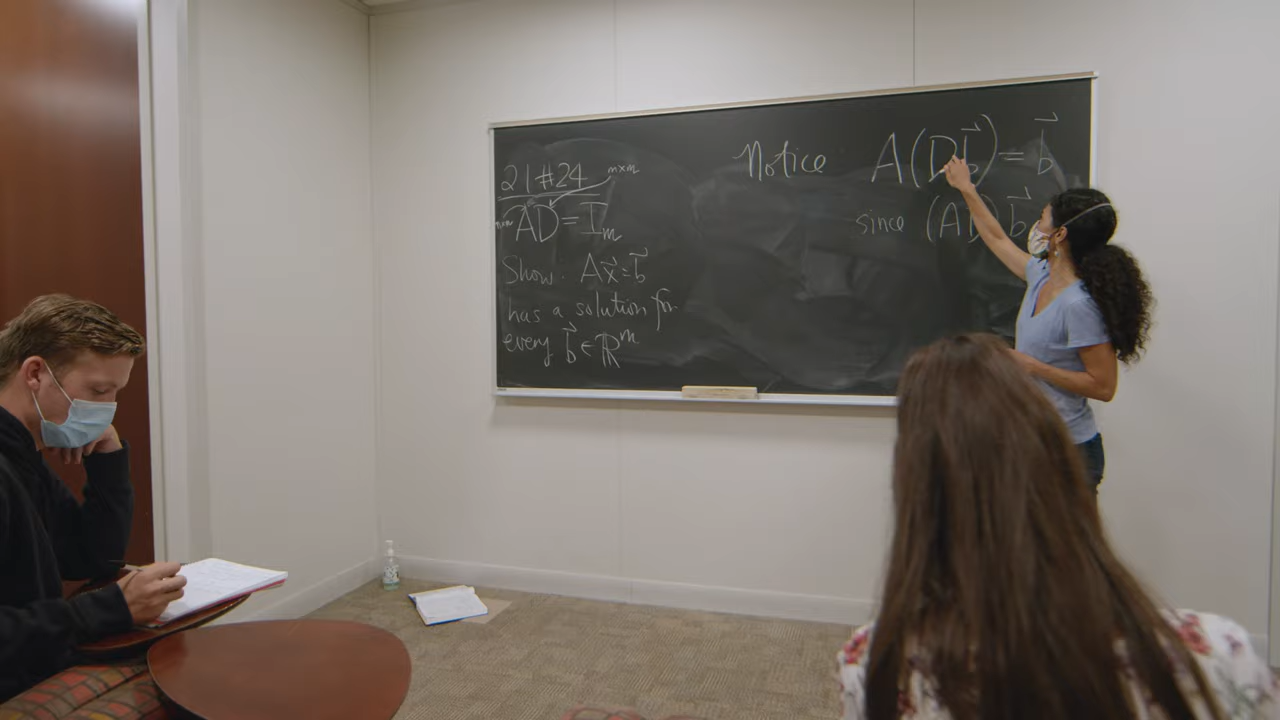 21#24 m×n
m×n AD = Iₘ
Show. Ax⃗ = b⃗
has a solution for
every b⃗ ∈ ℝᵐ
Notice A(Db⃗) = b⃗
since (AD)b⃗